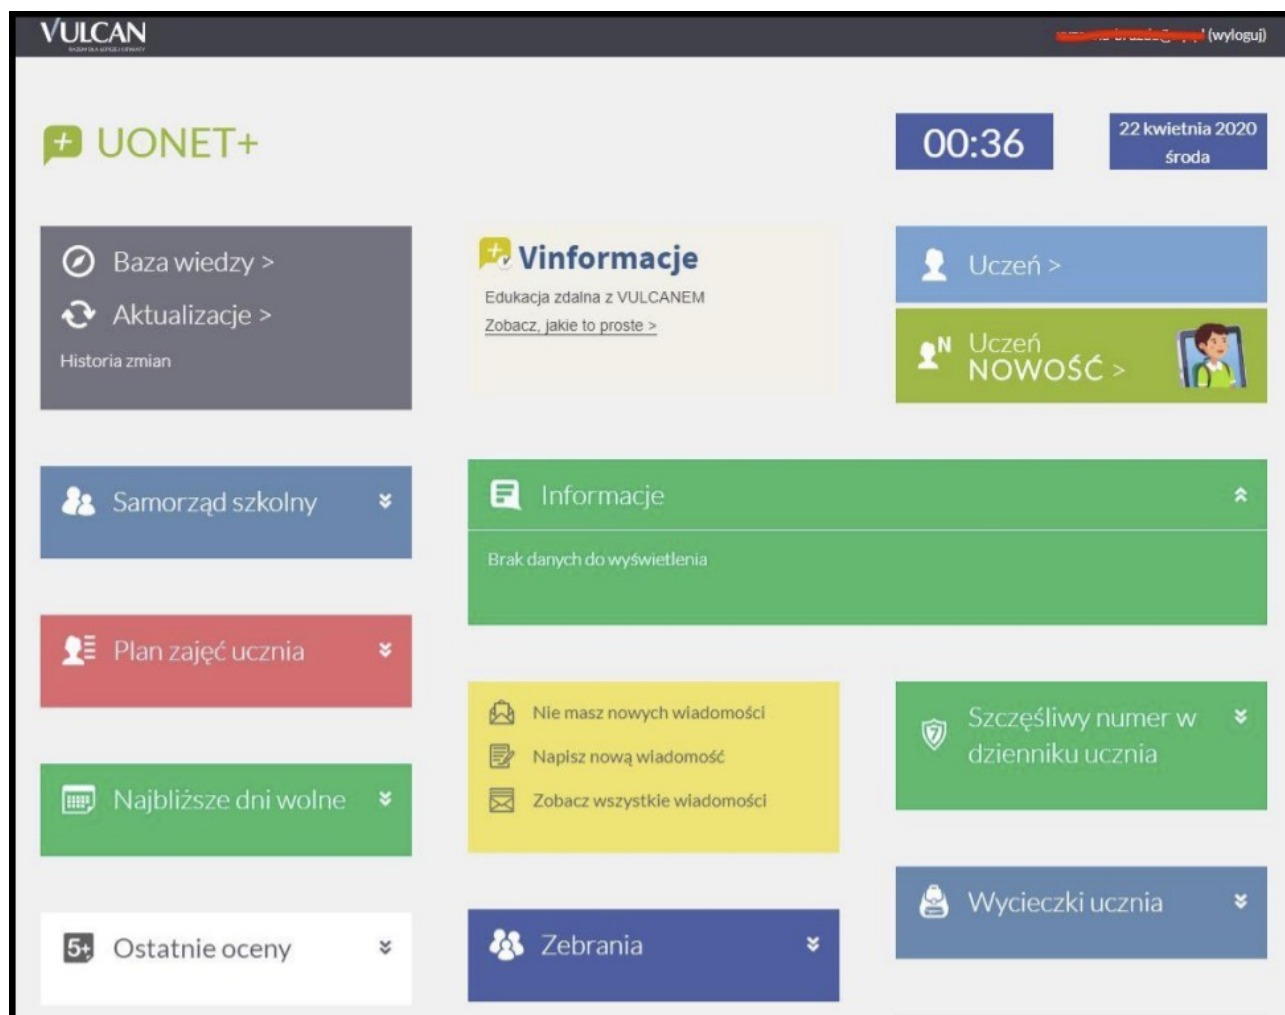 VULCAN
(wyloguj)
UONET+
00:36
22 kwietnia 2020
środa
Baza wiedzy >
Aktualizacje >
Historia zmian
Vinformacje
Edukacja zdalna z VULCANEM
Zobacz, jakie to proste >
Uczeń >
N Uczeń
NOWOŚĆ >
Samorząd szkolny
Informacje
Brak danych do wyświetlenia
Plan zajęć ucznia
Nie masz nowych wiadomości
Napisz nową wiadomość
Zobacz wszystkie wiadomości
7 Szczęśliwy numer w
dzienniku ucznia
Najbliższe dni wolne
Wycieczki ucznia
5+ Ostatnie oceny
Zebrania